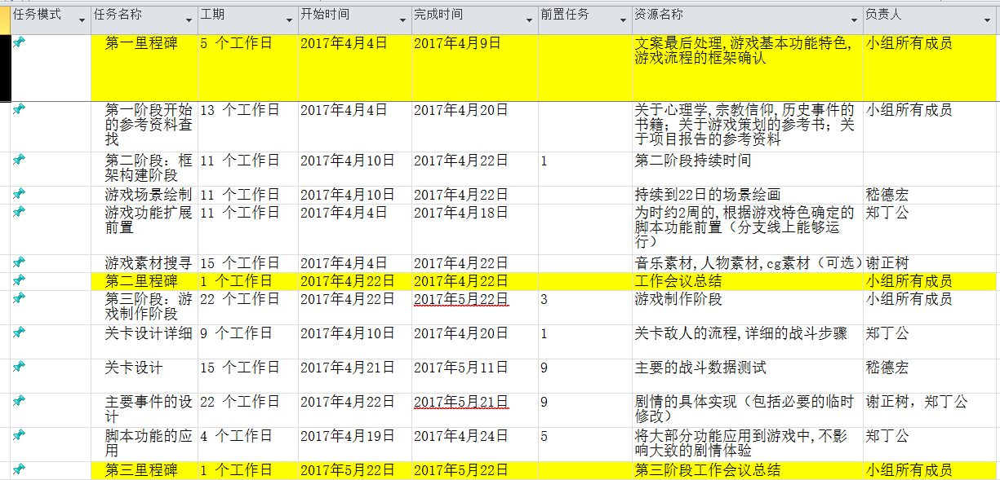 任务模式 任务名称 工期 开始时间 完成时间 前置任务 资源名称 负责人
第一里程碑 5 个工作日 2017年4月4日 2017年4月9日 文案最后处理,游戏基本功能特色, 小组所有成员
游戏流程的框架确认
第一阶段开始 13 个工作日 2017年4月4日 2017年4月20日 关于心理学,宗教信仰,历史事件的 小组所有成员
的参考资料查 书籍；关于游戏策划的参考书；关
找 于项目报告的参考资料
第二阶段：框 11 个工作日 2017年4月10日 2017年4月22日 1 第二阶段持续时间
架构建阶段
游戏场景绘制 11 个工作日 2017年4月10日 2017年4月22日 持续到22日的场景绘画 嵇德宏
游戏功能扩展 11 个工作日 2017年4月4日 2017年4月18日 为时约2周的,根据游戏特色确定的 郑丁公
前置 脚本功能前置（分支线上能够运
行）
游戏素材搜寻 15 个工作日 2017年4月4日 2017年4月22日 音乐素材,人物素材,cg素材（可选） 谢正树
第二里程碑 1 个工作日 2017年4月22日 2017年4月22日 工作会议总结 小组所有成员
第三阶段：游 22 个工作日 2017年4月22日 2017年5月22日 3 游戏制作阶段 小组所有成员
戏制作阶段
关卡设计详细 9 个工作日 2017年4月10日 2017年4月20日 1 关卡敌人的流程,详细的战斗步骤 郑丁公
关卡设计 15 个工作日 2017年4月21日 2017年5月11日 9 主要的战斗数据测试 嵇德宏
主要事件的设 22 个工作日 2017年4月22日 2017年5月21日 9 剧情的具体实现（包括必要的临时 谢正树，郑丁公
计 修改）
脚本功能的应 4 个工作日 2017年4月19日 2017年4月24日 5 将大部分功能应用到游戏中,不影 郑丁公
用 响大致的剧情体验
第三里程碑 1 个工作日 2017年5月22日 2017年5月22日 第三阶段工作会议总结 小组所有成员